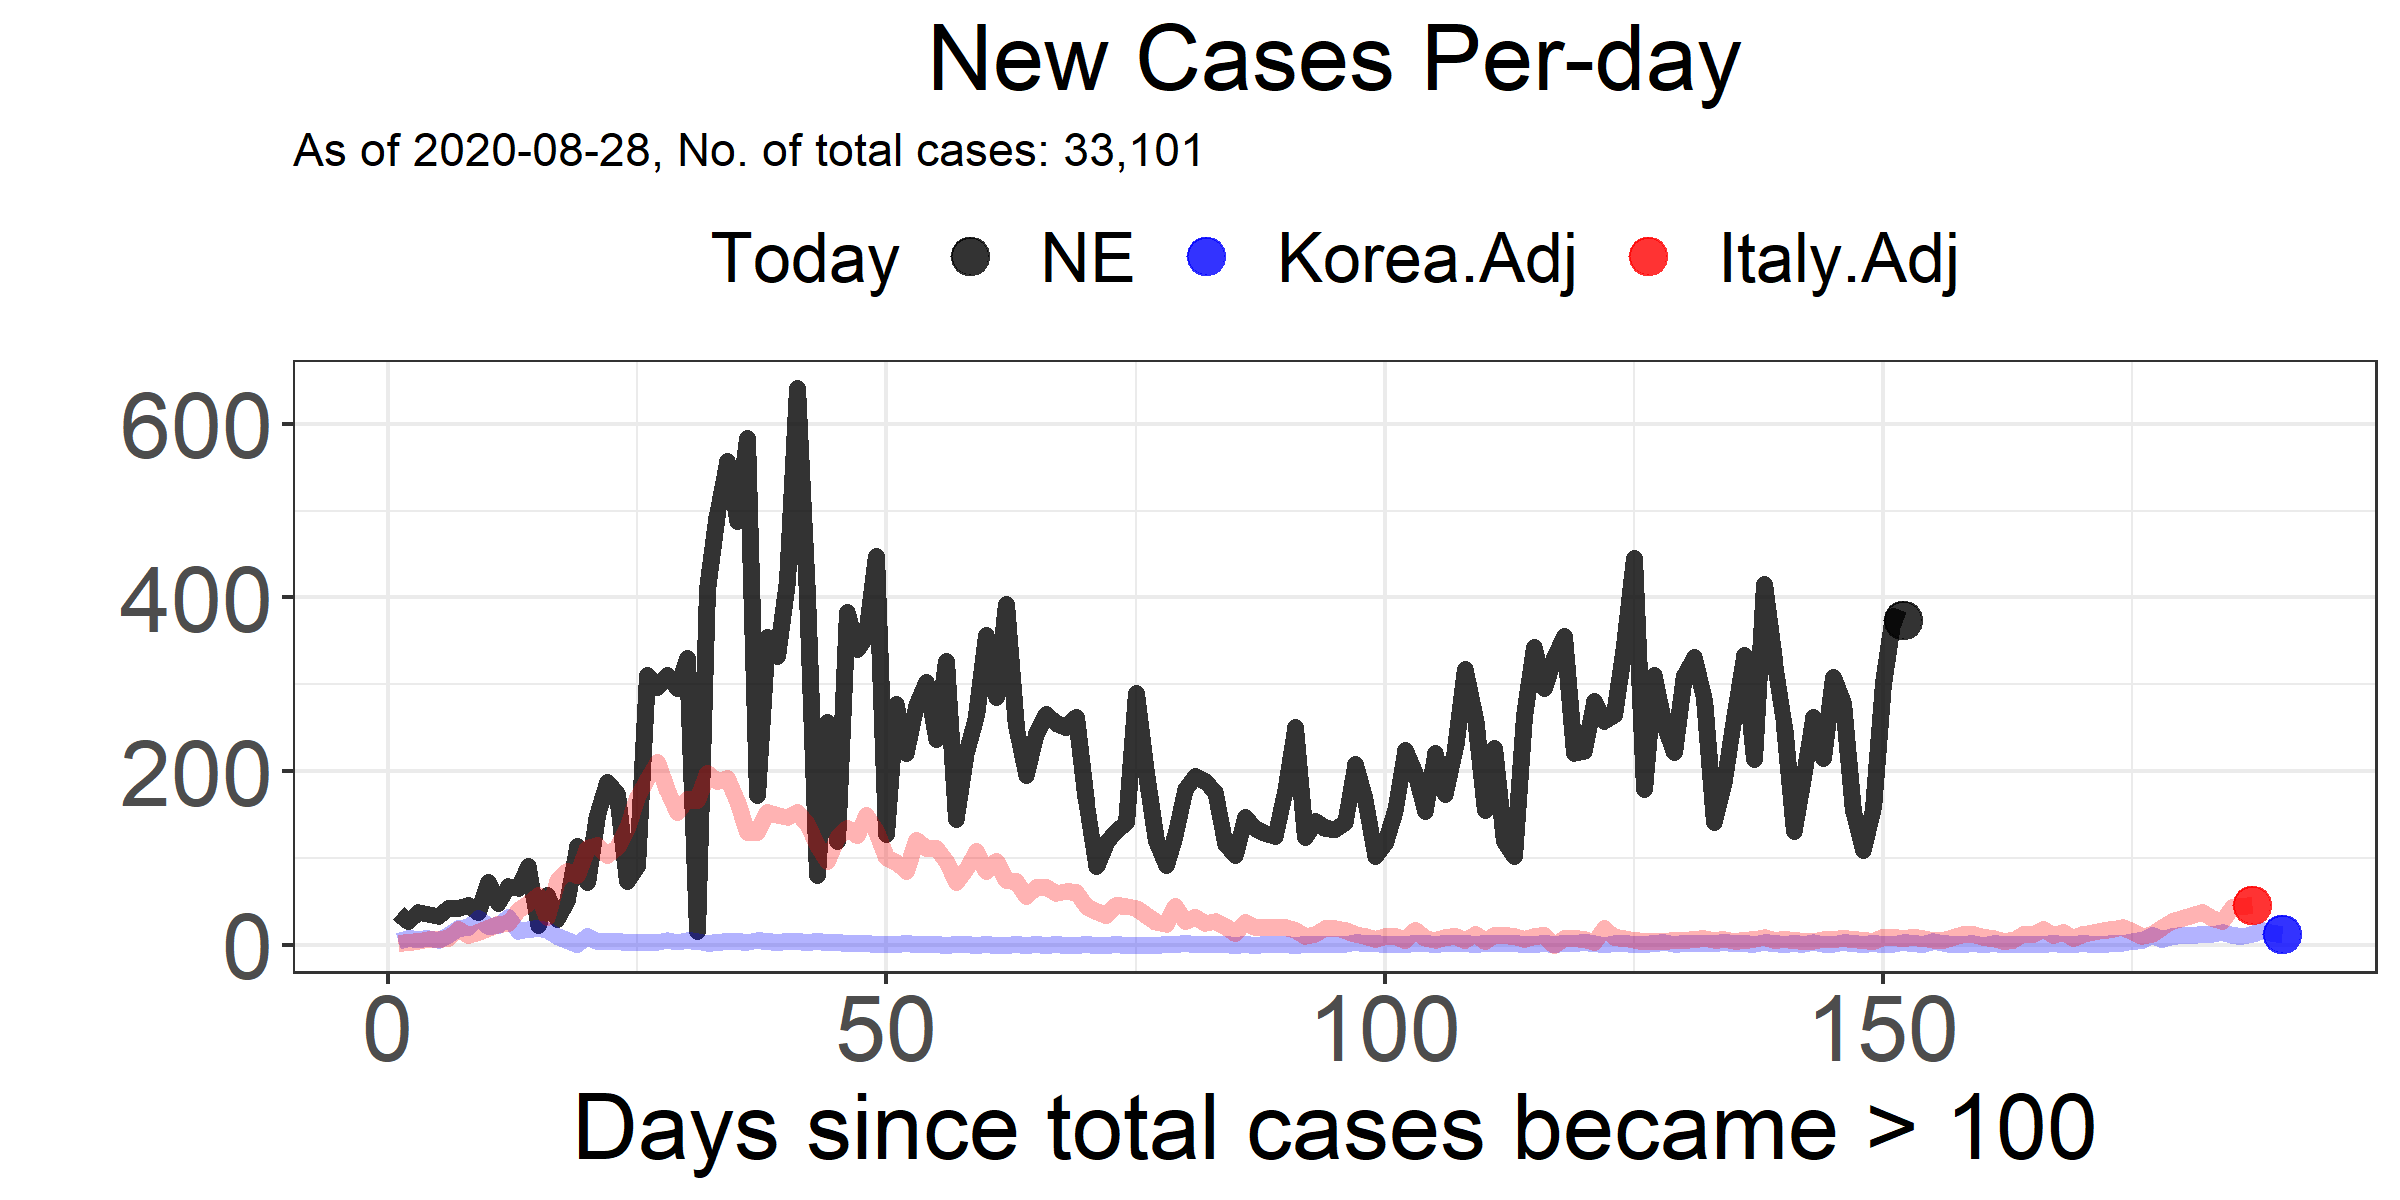 New Cases Per-day
As of 2020-08-28, No. of total cases: 33,101
Today NE Korea.Adj Italy.Adj
600
400
200
0
0 50 100 150
Days since total cases became > 100